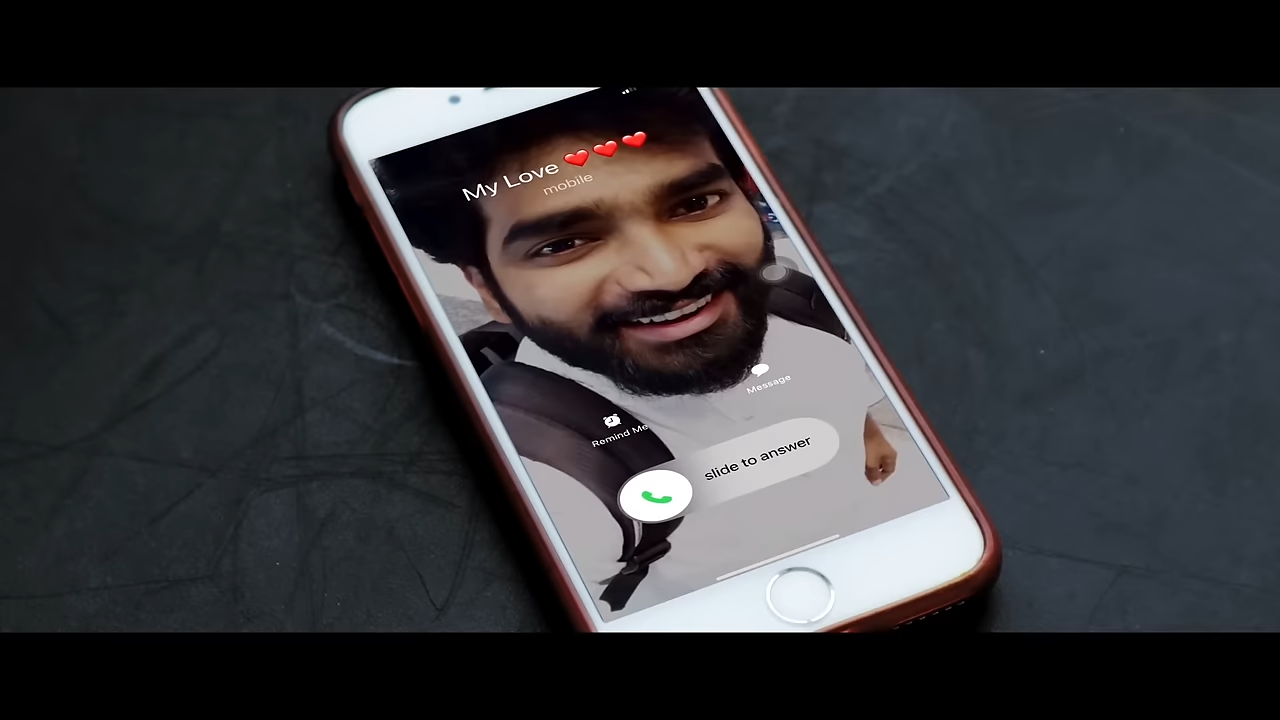 My Love ❤️❤️❤️
mobile
Message
Remind Me
slide to answer